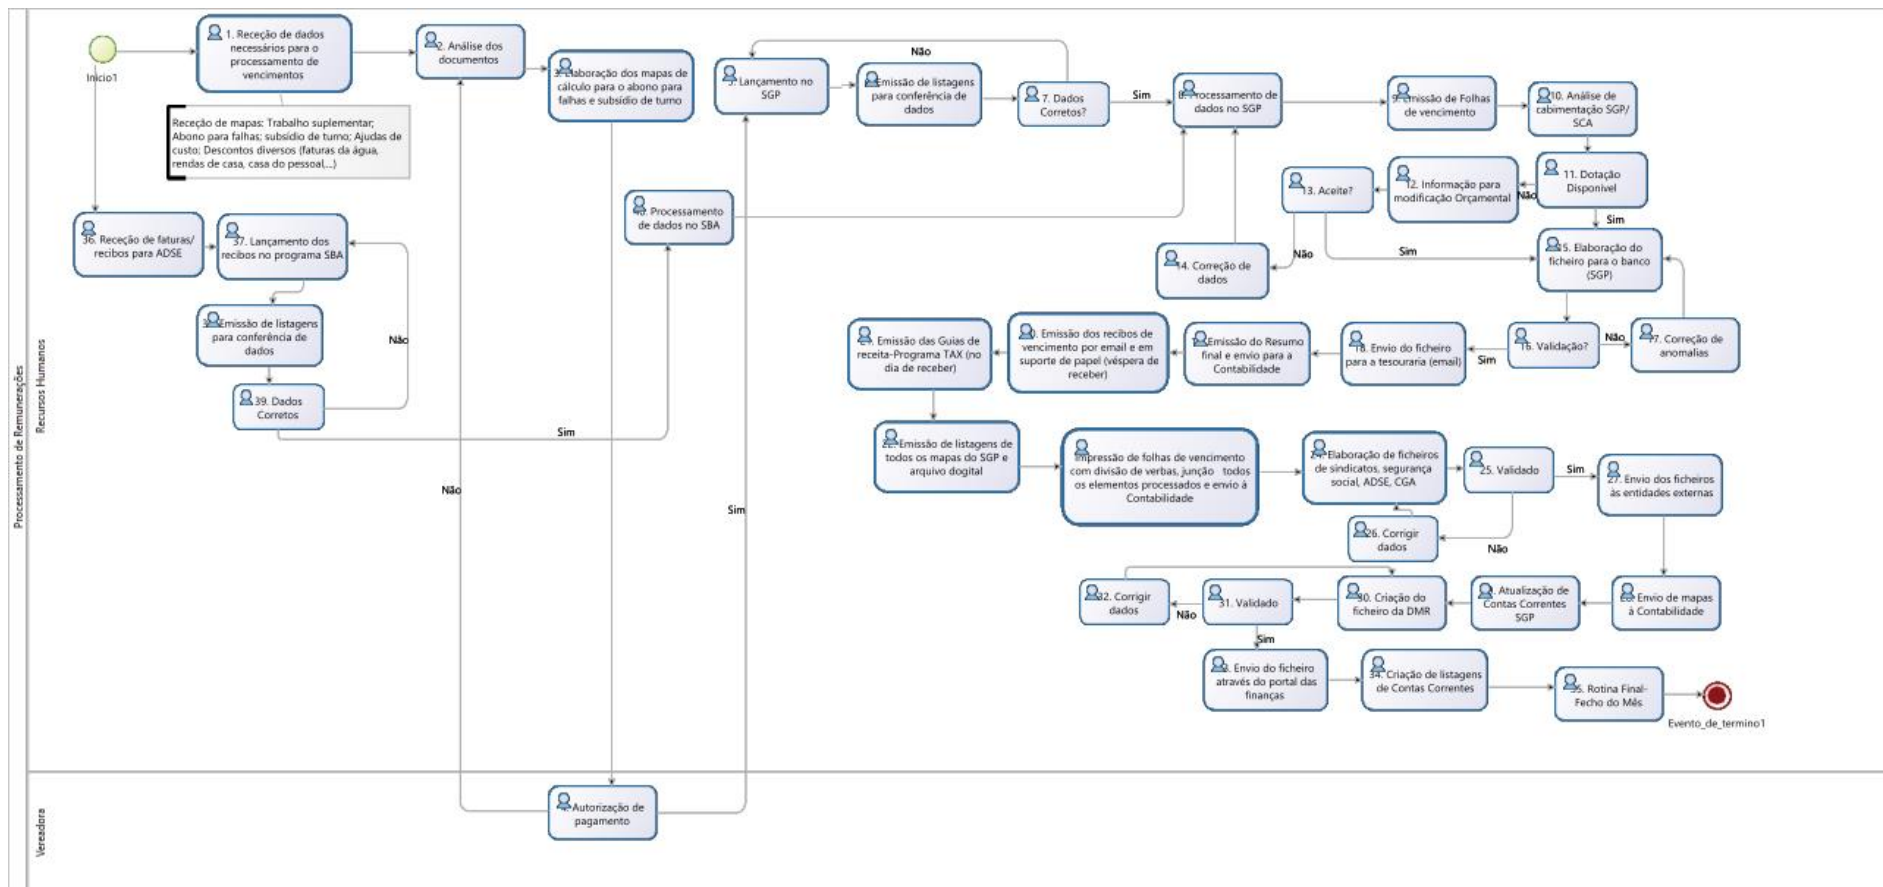 Processamento de Remunerações
Recursos Humanos
Vereadora
Inicio1
1. Receção de dados
necessários para o
processamento de
vencimentos
Receção de mapas: Trabalho suplementar;
Abono para falhas; subsídio de turno; Ajudas de
custo; Descontos diversos (faturas da água,
rendas de casa, casa do pessoal,...)
2. Análise dos
documentos
Elaboração dos mapas de
cálculo para o abono para
falhas e subsídio de turno
Autorização de
pagamento
Não
Sim
Lançamento no
SGP
Emissão de listagens
para conferência de
dados
7. Dados
Corretos?
Não
Sim
Processamento de
dados no SGP
Emissão de Folhas
de vencimento
10. Análise de
cabimentação SGP/
SCA
11. Dotação
Disponivel
Não
Sim
12. Informação para
modificação Orçamental
13. Aceite?
Não
Sim
14. Correção de
dados
15. Elaboração do
ficheiro para o banco
(SGP)
16. Validação?
Não
Sim
17. Correção de
anomalias
18. Envio do ficheiro
para a tesouraria (email)
Emissão do Resumo
final e envio para a
Contabilidade
Emissão dos recibos de
vencimento por email e em
suporte de papel (véspera de
receber)
Emissão das Guias de
receita-Programa TAX (no
dia de receber)
22. Emissão de listagens de
todos os mapas do SGP e
arquivo dogital
Impressão de folhas de vencimento
com divisão de verbas, junção todos
os elementos processados e envio à
Contabilidade
24. Elaboração de ficheiros
de sindicatos, segurança
social, ADSE, CGA
25. Validado
Sim
Não
26. Corrigir
dados
27. Envio dos ficheiros
às entidades externas
Envio de mapas
à Contabilidade
Atualização de
Contas Correntes
SGP
30. Criação do
ficheiro da DMR
31. Validado
Não
Sim
32. Corrigir
dados
Envio do ficheiro
através do portal das
finanças
34. Criação de listagens
de Contas Correntes
35. Rotina Final-
Fecho do Mês
Evento_de_termino1
36. Receção de faturas/
recibos para ADSE
37. Lançamento dos
recibos no programa SBA
Emissão de listagens
para conferência de
dados
39. Dados
Corretos
Não
Sim
Processamento
de dados no SBA